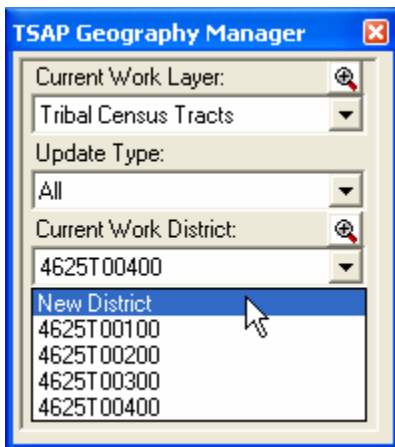 TSAP Geography Manager
Current Work Layer:
Tribal Census Tracts
Update Type:
All
Current Work District:
4625T00400
New District
4625T00100
4625T00200
4625T00300
4625T00400